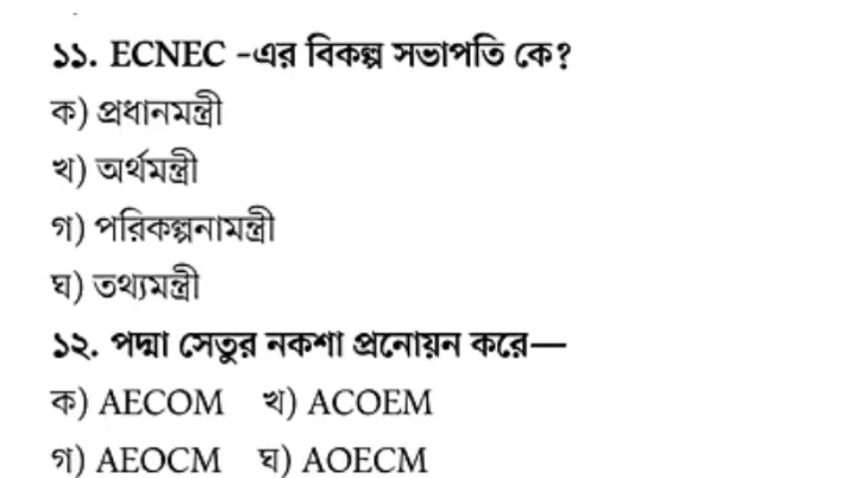 ১১. ECNEC -এর বিকল্প সভাপতি কে?
ক) প্রধানমন্ত্রী
খ) অর্থমন্ত্রী
গ) পরিকল্পনামন্ত্রী
ঘ) তথ্যমন্ত্রী
১২. পদ্মা সেতুর নকশা প্রনোয়ন করে—
ক) AECOM খ) ACOEM
গ) AEOCM ঘ) AOECM